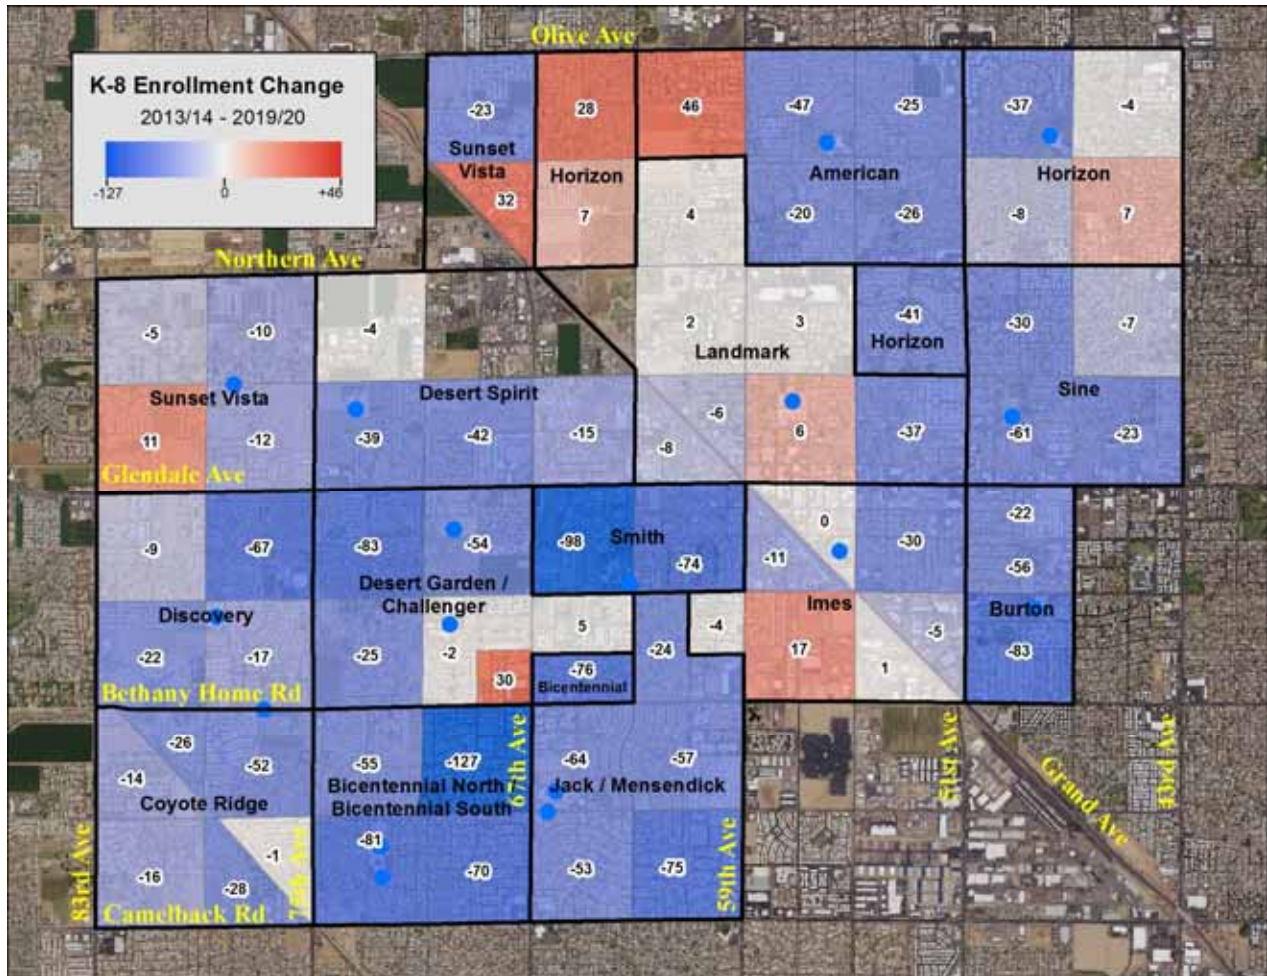 Olive Ave
K-8 Enrollment Change
2013/14 - 2019/20
-127
0
+46
-23
28
46
-47
-25
-37
-4
Sunset
Vista
Horizon
American
Horizon
32
7
4
-20
-26
-8
7
Northern Ave
-5
-10
-4
2
3
-41
-30
-7
Landmark
Horizon
Sunset Vista
Desert Spirit
Sine
11
-12
-39
-42
-15
-8
-6
6
-37
-61
-23
Glendale Ave
-9
-67
-83
-54
-98
Smith
-74
-11
0
-30
-22
-56
Desert Garden /
Challenger
Discovery
Imes
Burton
-22
-17
-25
-2
5
-24
-4
17
1
-5
-83
30
-76
Bicentennial
Bethany Home Rd
-26
-14
-52
-55
-127
-64
-57
Coyote Ridge
Bicentennial North /
Bicentennial South
67th Ave
Jack / Mensendick
51st Ave
Grand Ave
43rd Ave
-16
-28
-1
-81
-70
-53
-75
83rd Ave
75th Ave
59th Ave
Camelback Rd